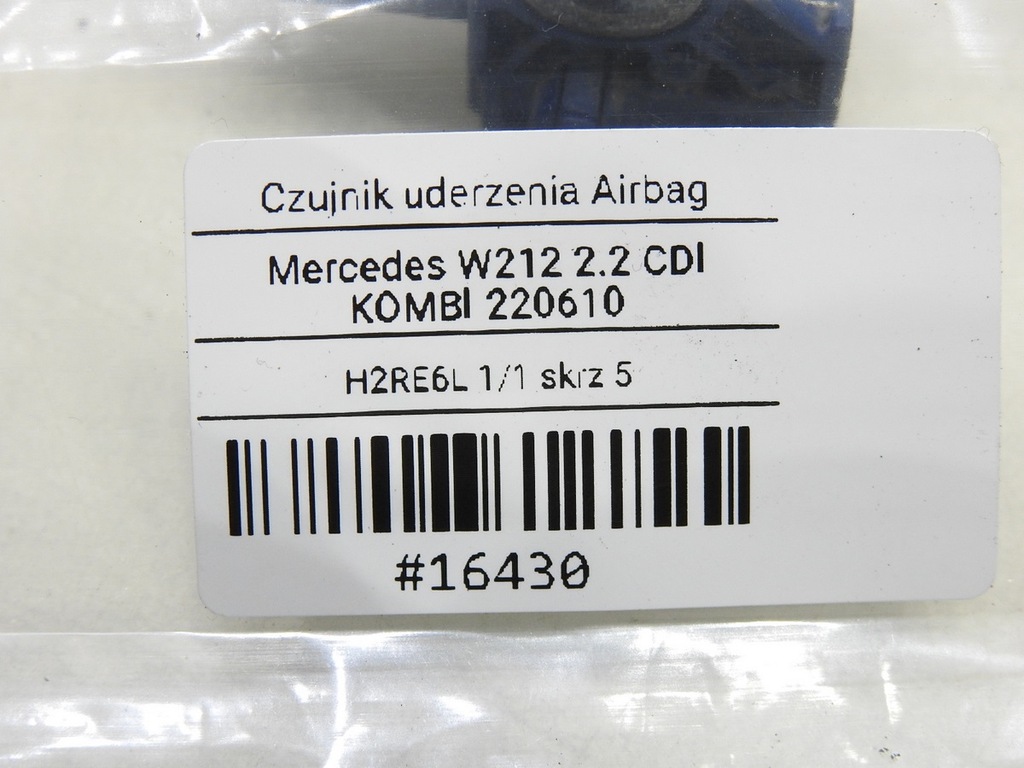 Czujnik uderzenia Airbag
Mercedes W212 2.2 CDI
KOMBI 220610
H2RE6L 1/1 skrz 5
#16430